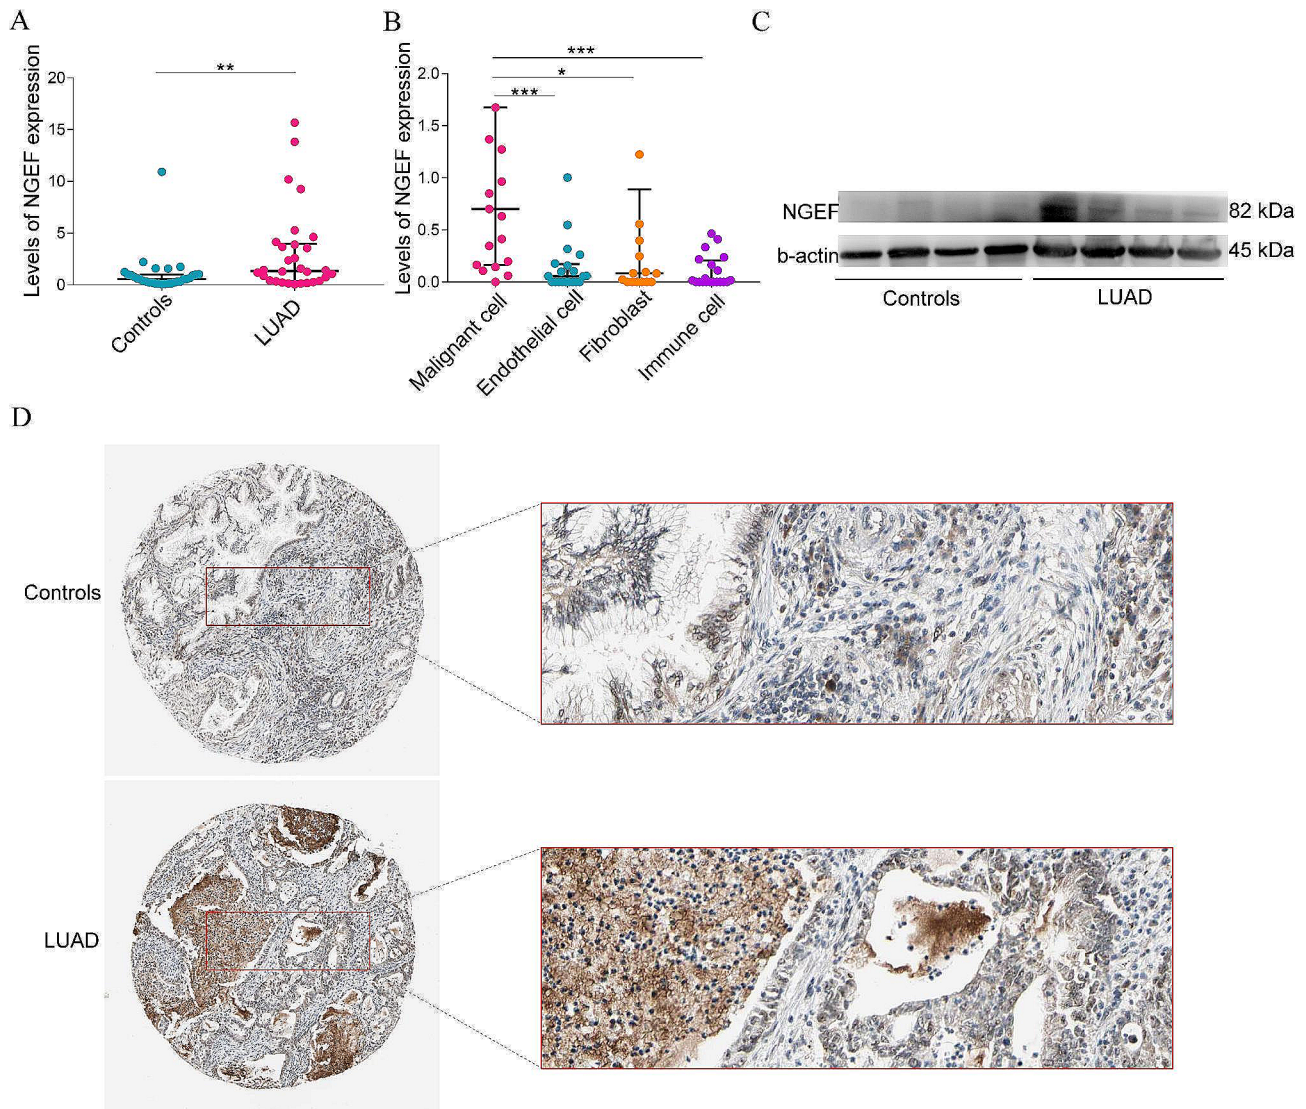 A
B
C
Levels of NGEF expression
20
15
10
5
0
**
Controls
LUAD
Levels of NGEF expression
2.0
1.5
1.0
0.5
0.0
***
*
***
Malignant cell
Endothelial cell
Fibroblast
Immune cell
NGEF
82 kDa
b-actin
45 kDa
Controls
LUAD
D
Controls
LUAD